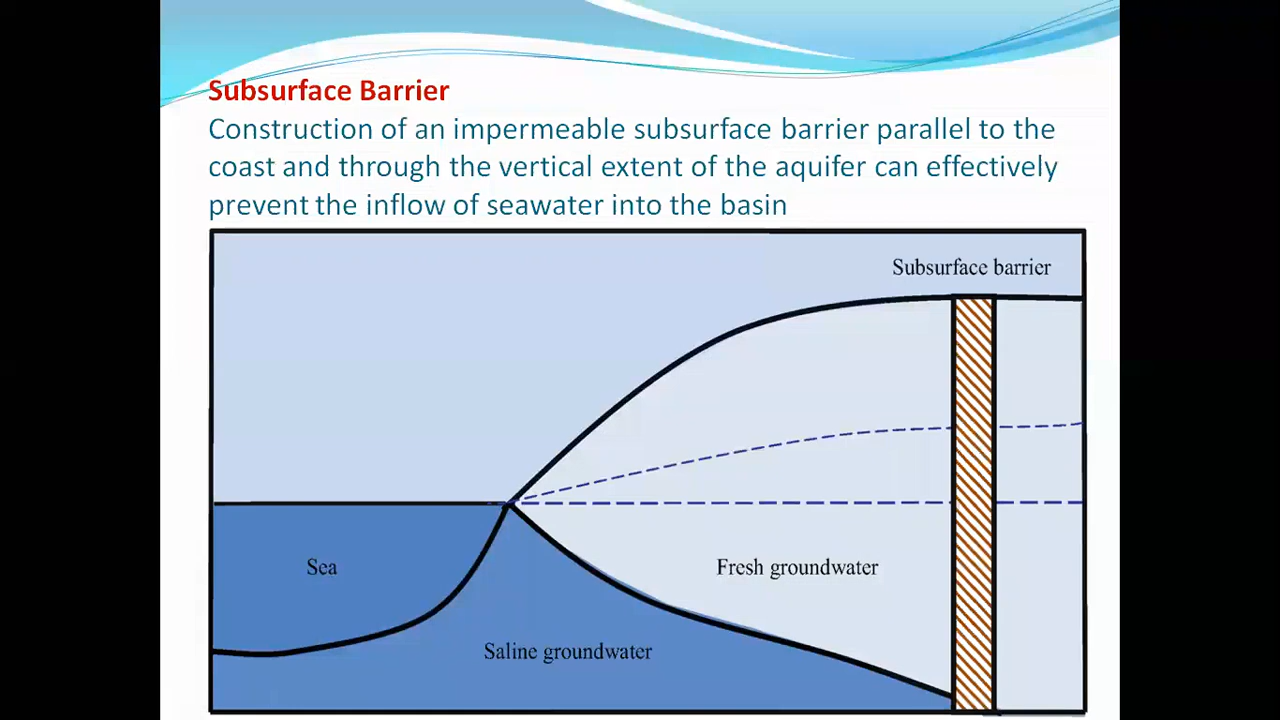 Subsurface Barrier
Construction of an impermeable subsurface barrier parallel to the
coast and through the vertical extent of the aquifer can effectively
prevent the inflow of seawater into the basin
Subsurface barrier
Sea
Fresh groundwater
Saline groundwater